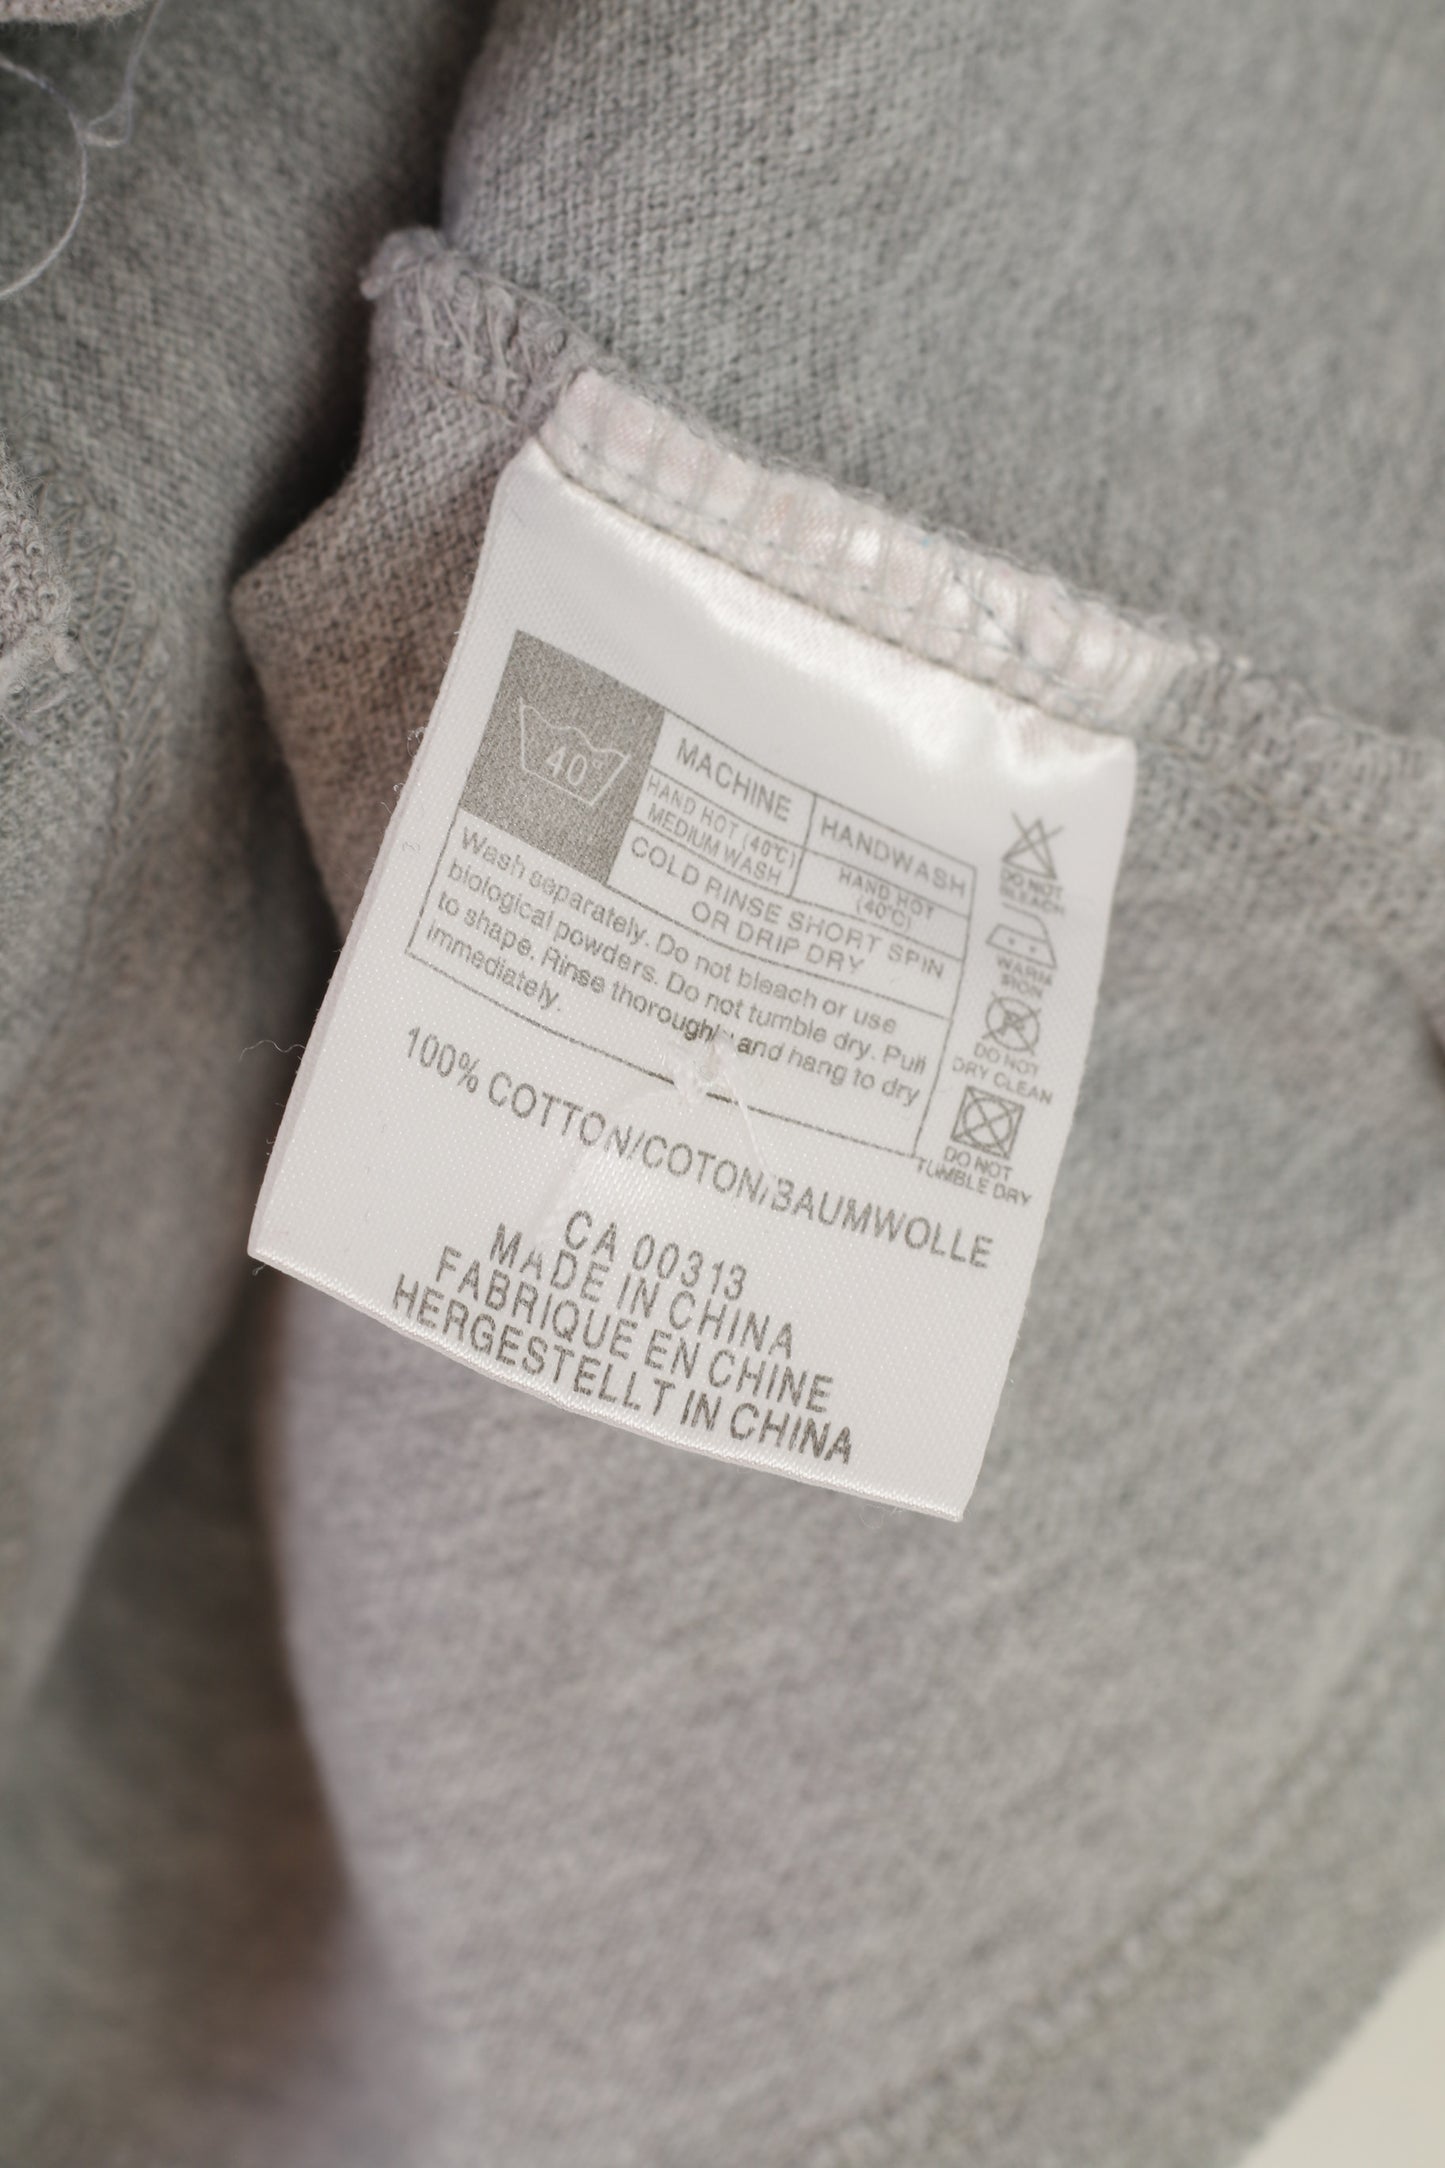 40
MACHINE
HAND HOT (40℃)
MEDIUM WASH
HANDWASH
HAND HOT
(40℃)
COLD RINSE SHORT SPIN
OR DRIP DRY
Wash separately. Do not bleach or use
biological powders. Do not tumble dry. Pull
to shape. Rinse thoroughly and hang to dry
immediately.
DO NOT
BLEACH
WARM
IRON
DO NOT
DRY CLEAN
DO NOT
TUMBLE DRY
100% COTTON/COTON/BAUMWOLLE
CA 00313
MADE IN CHINA
FABRIQUE EN CHINE
HERGESTELLT IN CHINA